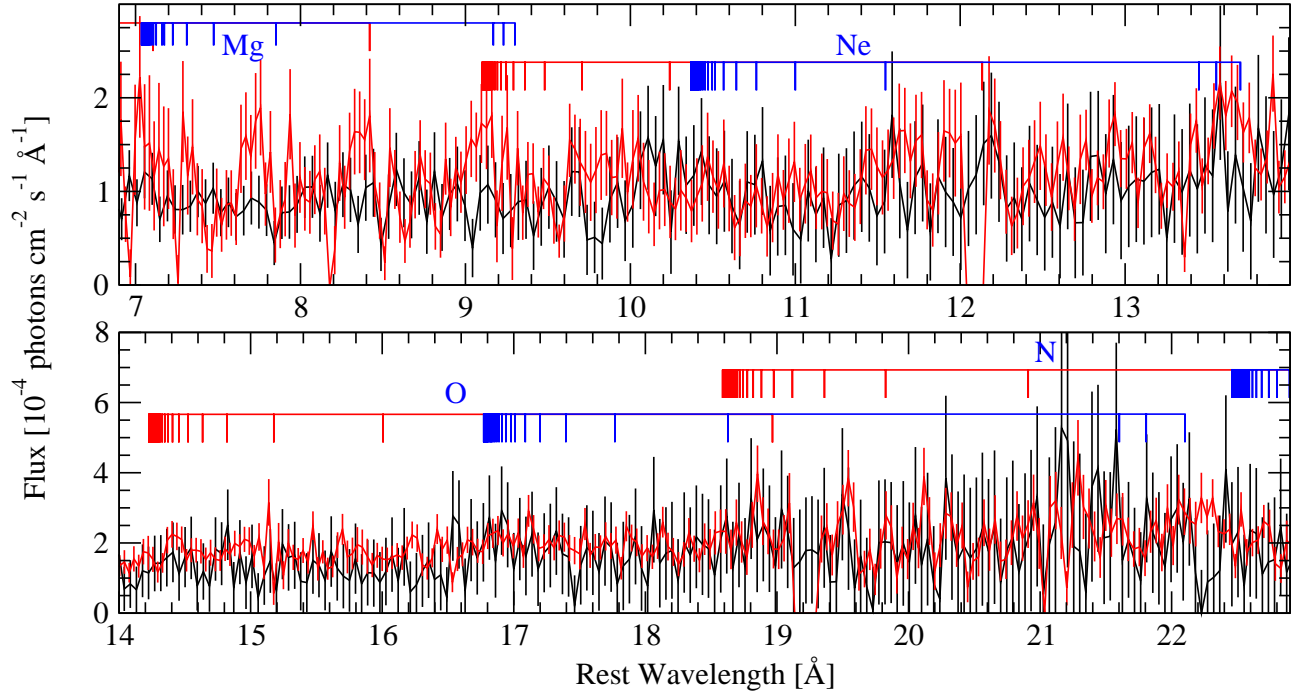 Flux [10⁻⁴ photons cm⁻² s⁻¹ Å⁻¹]
2
1
0
Mg
Ne
7 8 9 10 11 12 13
8
6
4
2
0
O
N
14 15 16 17 18 19 20 21 22
Rest Wavelength [Å]